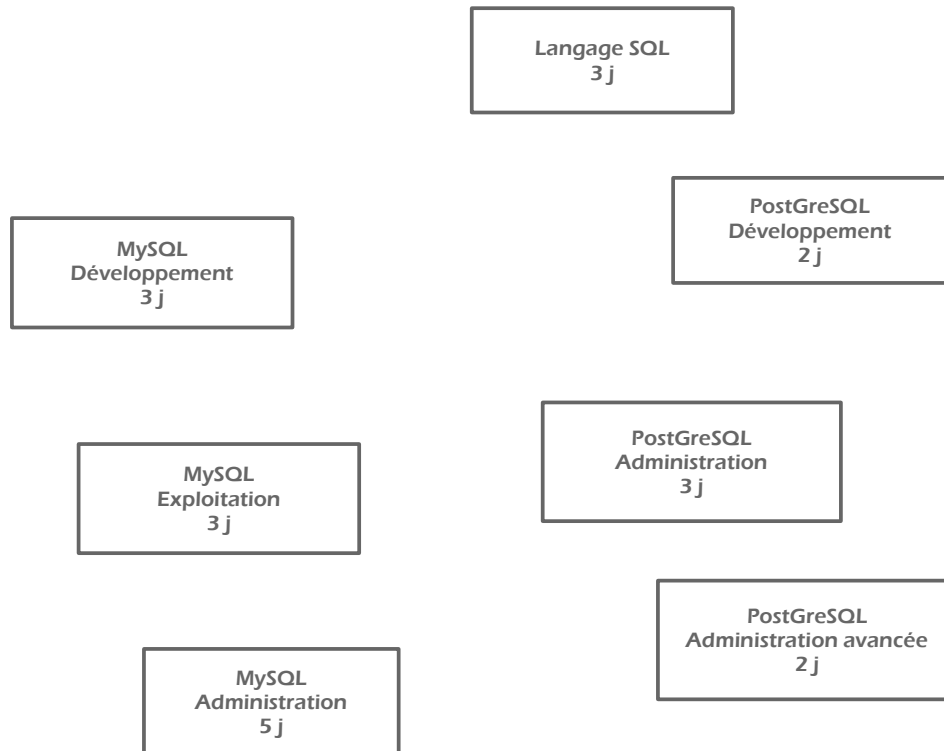 Langage SQL
3 j
PostGreSQL
Développement
2 j
MySQL
Développement
3 j
PostGreSQL
Administration
3 j
MySQL
Exploitation
3 j
PostGreSQL
Administration avancée
2 j
MySQL
Administration
5 j